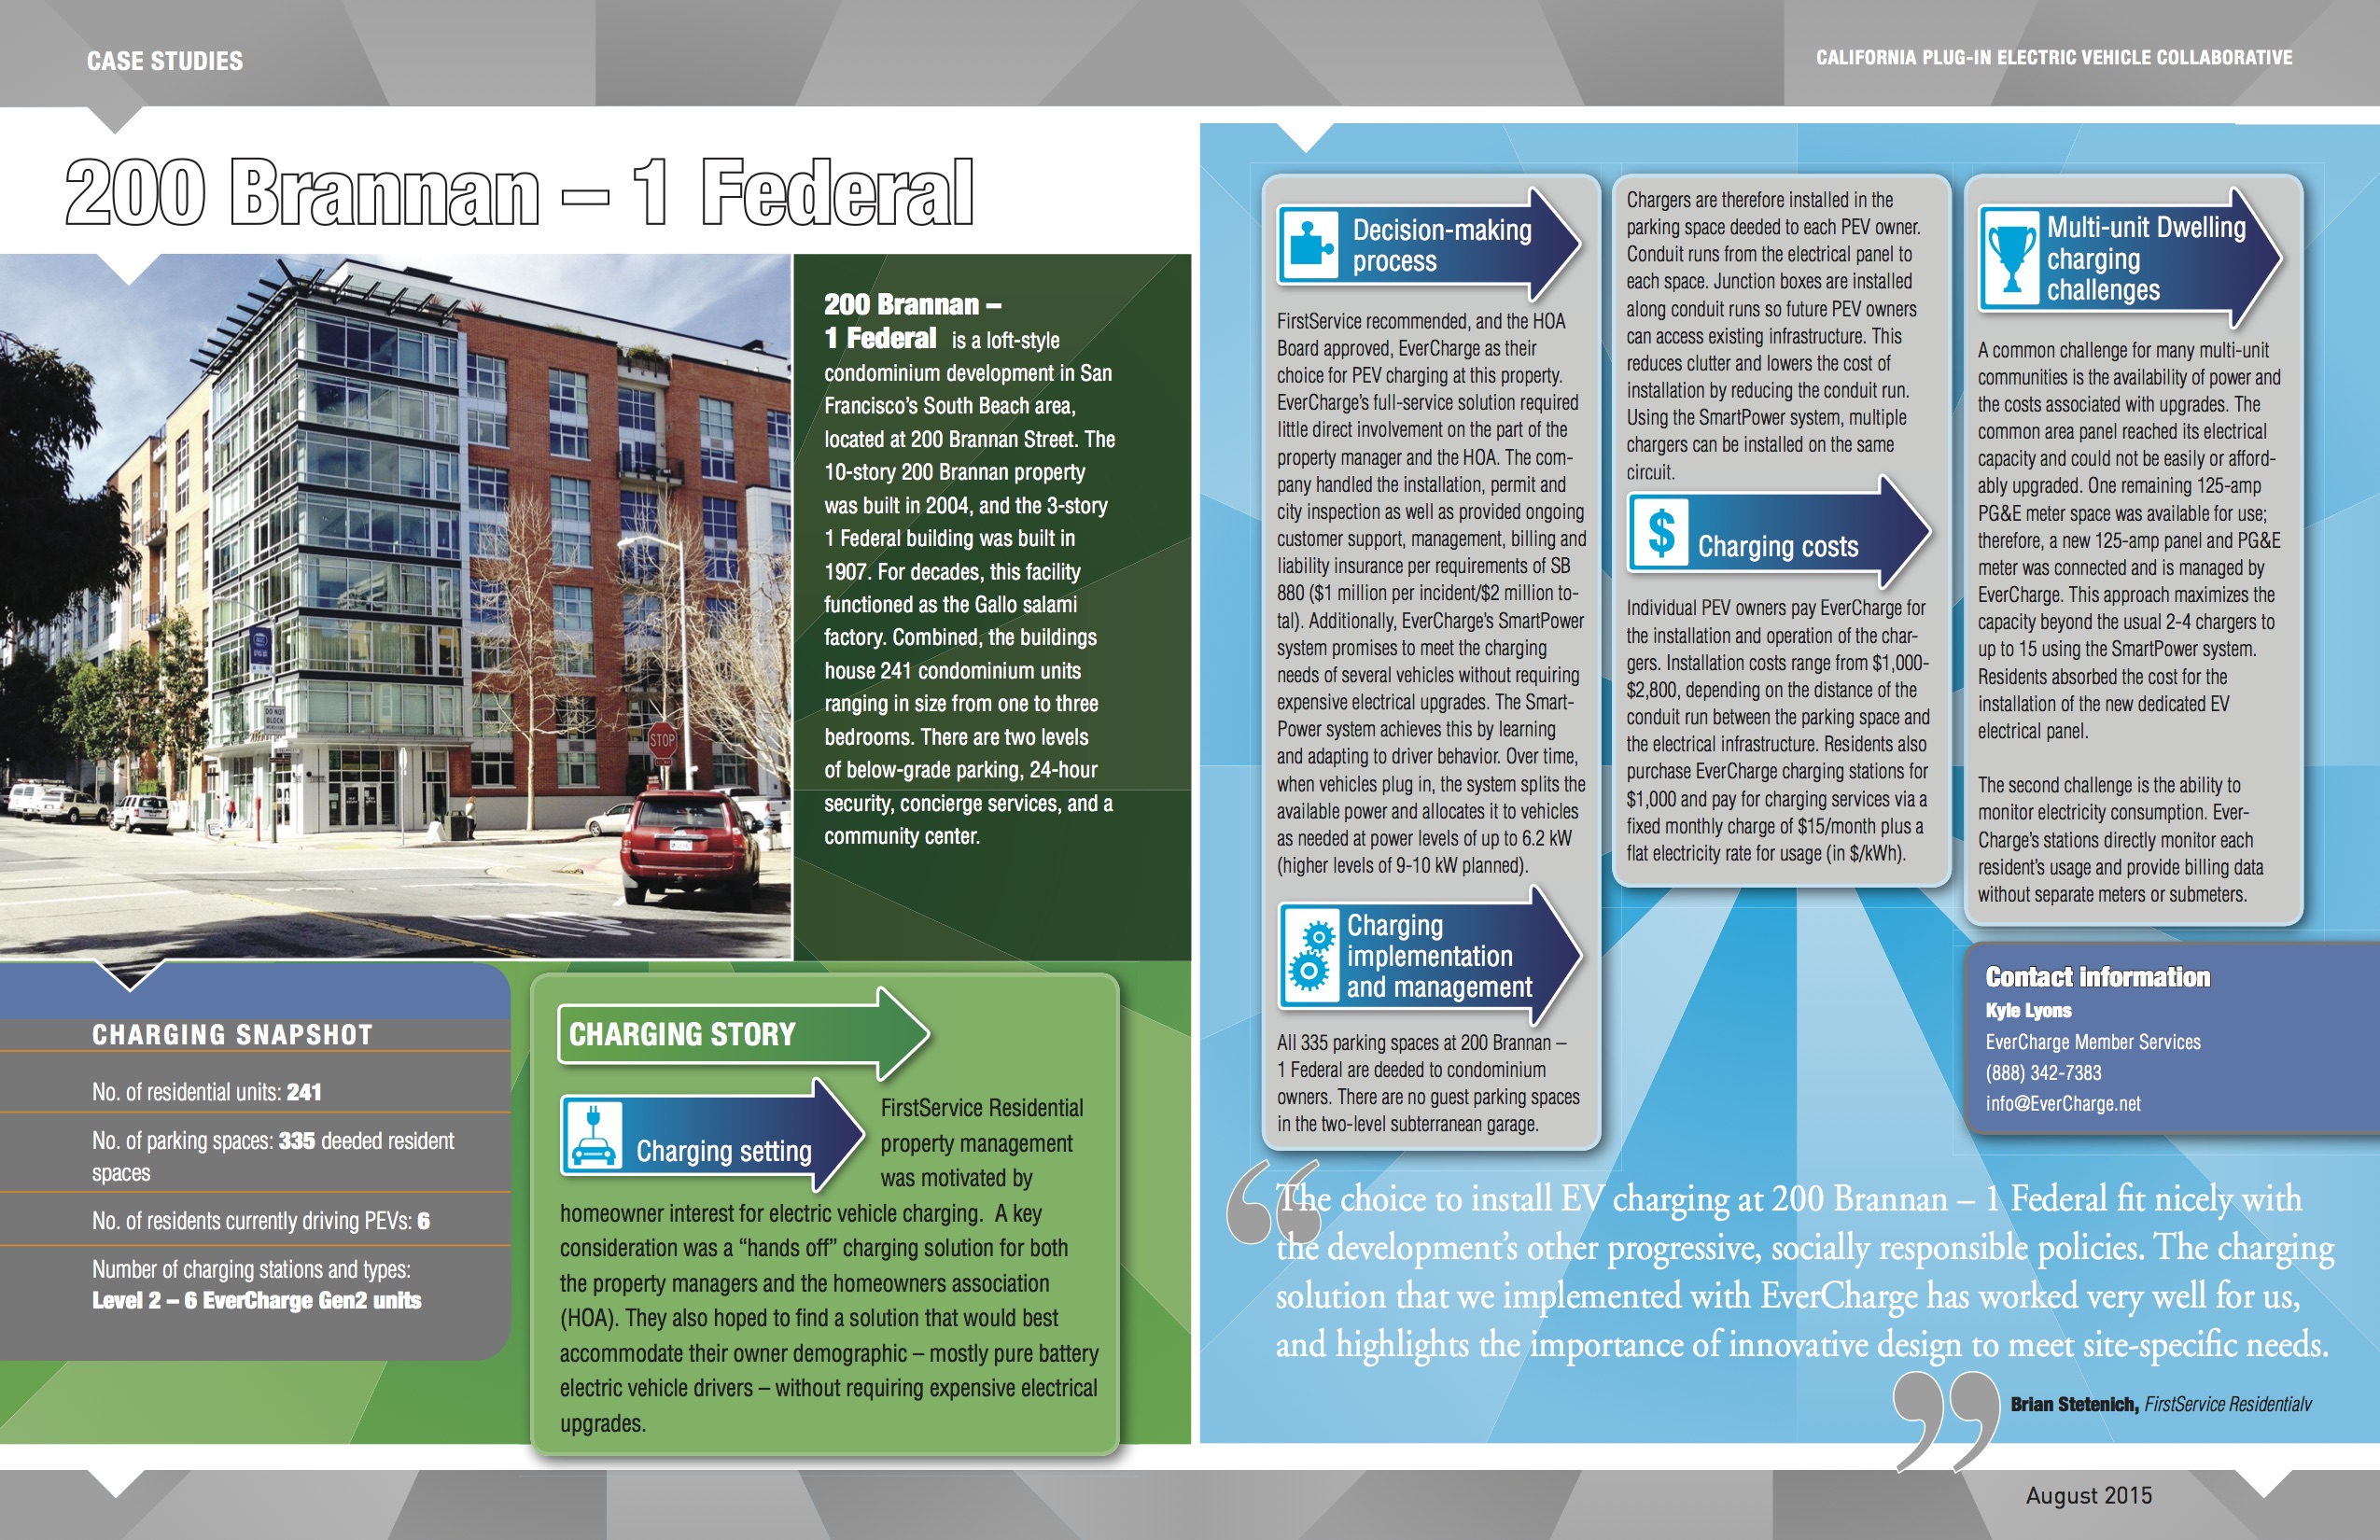 CASE STUDIES
CALIFORNIA PLUG-IN ELECTRIC VEHICLE COLLABORATIVE
200 Brannan – 1 Federal
200 Brannan –
1 Federal is a loft-style
condominium development in San
Francisco's South Beach area,
located at 200 Brannan Street. The
10-story 200 Brannan property
was built in 2004, and the 3-story
1 Federal building was built in
1907. For decades, this facility
functioned as the Gallo salami
factory. Combined, the buildings
house 241 condominium units
ranging in size from one to three
bedrooms. There are two levels
of below-grade parking, 24-hour
security, concierge services, and a
community center.
DO NOT
BLOCK
STOP
CHARGING SNAPSHOT
No. of residential units: 241
No. of parking spaces: 335 deeded resident
spaces
No. of residents currently driving PEVs: 6
Number of charging stations and types:
Level 2 – 6 EverCharge Gen2 units
CHARGING STORY
Charging setting
FirstService Residential
property management
was motivated by
homeowner interest for electric vehicle charging.  A key
consideration was a “hands off” charging solution for both
the property managers and the homeowners association
(HOA). They also hoped to find a solution that would best
accommodate their owner demographic – mostly pure battery
electric vehicle drivers – without requiring expensive electrical
upgrades.
Decision-making
process
FirstService recommended, and the HOA
Board approved, EverCharge as their
choice for PEV charging at this property.
EverCharge's full-service solution required
little direct involvement on the part of the
property manager and the HOA. The com-
pany handled the installation, permit and
city inspection as well as provided ongoing
customer support, management, billing and
liability insurance per requirements of SB
880 ($1 million per incident/$2 million to-
tal). Additionally, EverCharge's SmartPower
system promises to meet the charging
needs of several vehicles without requiring
expensive electrical upgrades. The Smart-
Power system achieves this by learning
and adapting to driver behavior. Over time,
when vehicles plug in, the system splits the
available power and allocates it to vehicles
as needed at power levels of up to 6.2 kW
(higher levels of 9-10 kW planned).
Charging
implementation
and management
All 335 parking spaces at 200 Brannan –
1 Federal are deeded to condominium
owners. There are no guest parking spaces
in the two-level subterranean garage.
Chargers are therefore installed in the
parking space deeded to each PEV owner.
Conduit runs from the electrical panel to
each space. Junction boxes are installed
along conduit runs so future PEV owners
can access existing infrastructure. This
reduces clutter and lowers the cost of
installation by reducing the conduit run.
Using the SmartPower system, multiple
chargers can be installed on the same
circuit.
$
Charging costs
Individual PEV owners pay EverCharge for
the installation and operation of the char-
gers. Installation costs range from $1,000-
$2,800, depending on the distance of the
conduit run between the parking space and
the electrical infrastructure. Residents also
purchase EverCharge charging stations for
$1,000 and pay for charging services via a
fixed monthly charge of $15/month plus a
flat electricity rate for usage (in $/kWh).
Multi-unit Dwelling
charging
challenges
A common challenge for many multi-unit
communities is the availability of power and
the costs associated with upgrades. The
common area panel reached its electrical
capacity and could not be easily or afford-
ably upgraded. One remaining 125-amp
PG&E meter space was available for use;
therefore, a new 125-amp panel and PG&E
meter was connected and is managed by
EverCharge. This approach maximizes the
capacity beyond the usual 2-4 chargers to
up to 15 using the SmartPower system.
Residents absorbed the cost for the
installation of the new dedicated EV
electrical panel.
The second challenge is the ability to
monitor electricity consumption. Ever-
Charge's stations directly monitor each
resident's usage and provide billing data
without separate meters or submeters.
Contact information
Kyle Lyons
EverCharge Member Services
(888) 342-7383
info@EverCharge.net
“The choice to install EV charging at 200 Brannan – 1 Federal fit nicely with
the development's other progressive, socially responsible policies. The charging
solution that we implemented with EverCharge has worked very well for us,
and highlights the importance of innovative design to meet site-specific needs.”
Brian Stetenich, FirstService Residentialv
August 2015